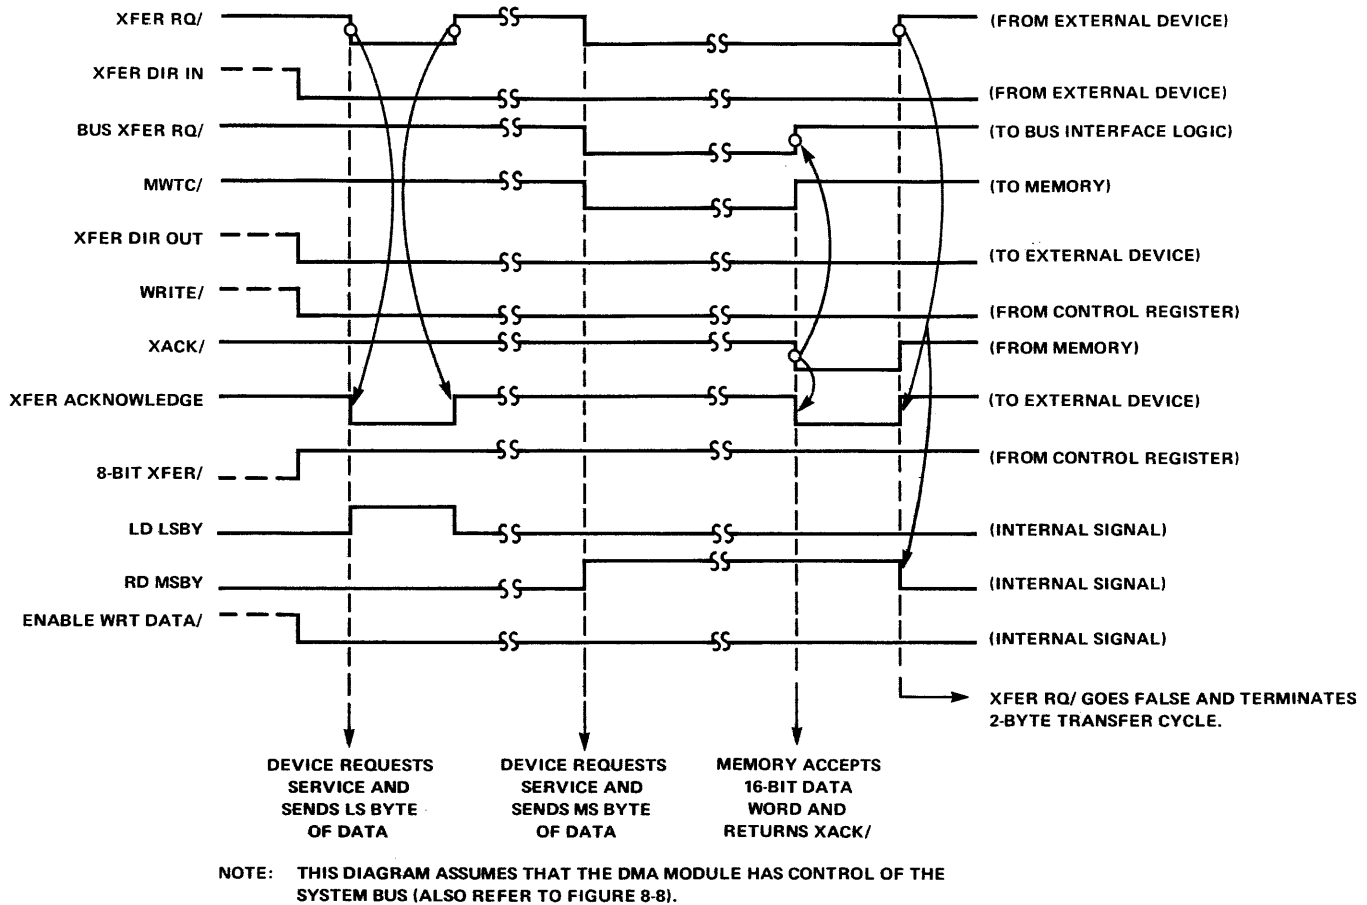 XFER RQ/
(FROM EXTERNAL DEVICE)
XFER DIR IN
(FROM EXTERNAL DEVICE)
BUS XFER RQ/
(TO BUS INTERFACE LOGIC)
MWTC/
(TO MEMORY)
XFER DIR OUT
(TO EXTERNAL DEVICE)
WRITE/
(FROM CONTROL REGISTER)
XACK/
(FROM MEMORY)
XFER ACKNOWLEDGE
(TO EXTERNAL DEVICE)
8-BIT XFER/
(FROM CONTROL REGISTER)
LD LSBY
(INTERNAL SIGNAL)
RD MSBY
(INTERNAL SIGNAL)
ENABLE WRT DATA/
(INTERNAL SIGNAL)
XFER RQ/ GOES FALSE AND TERMINATES
2-BYTE TRANSFER CYCLE.
DEVICE REQUESTS
SERVICE AND
SENDS LS BYTE
OF DATA
DEVICE REQUESTS
SERVICE AND
SENDS MS BYTE
OF DATA
MEMORY ACCEPTS
16-BIT DATA
WORD AND
RETURNS XACK/
NOTE: THIS DIAGRAM ASSUMES THAT THE DMA MODULE HAS CONTROL OF THE
SYSTEM BUS (ALSO REFER TO FIGURE 8-8).